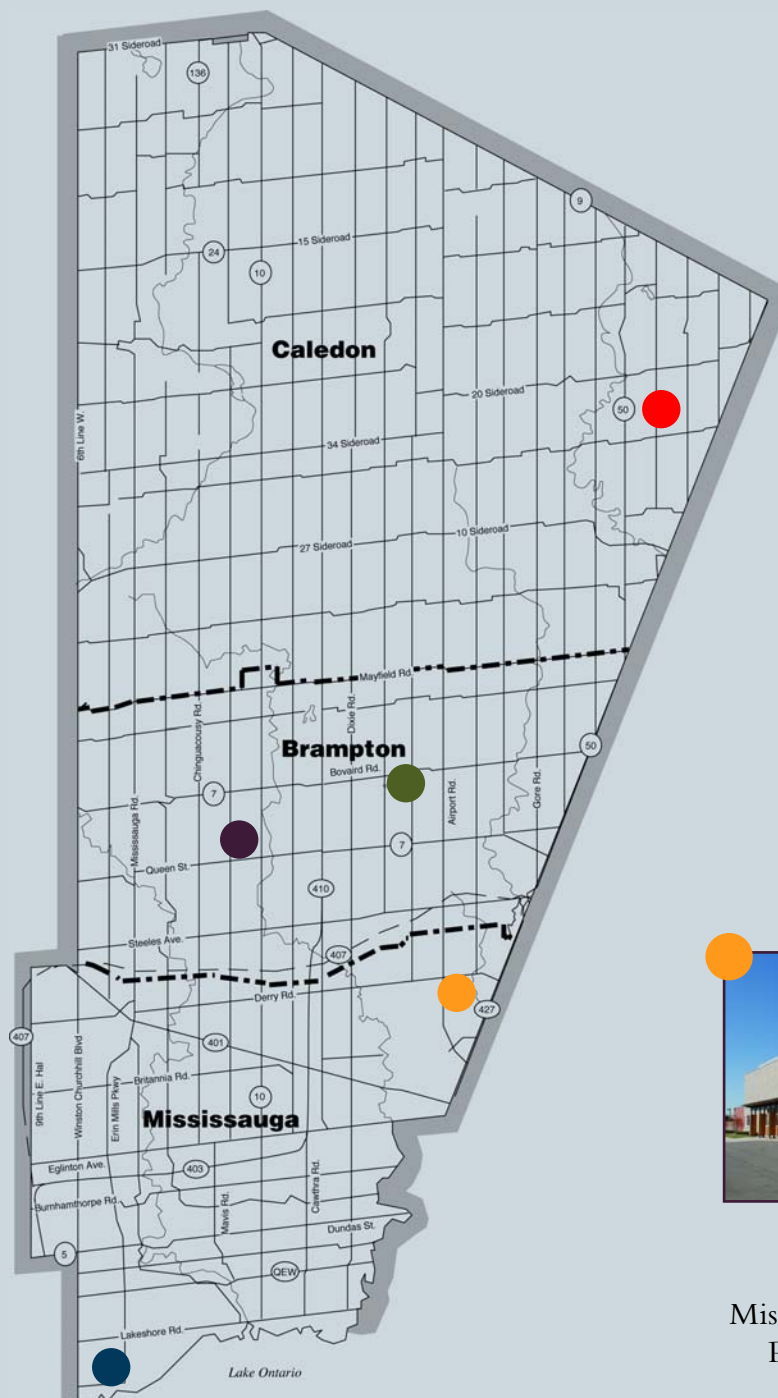 31 Sideroad
136
9
15 Sideroad
24
10
Caledon
20 Sideroad
50
6th Line W.
34 Sideroad
10 Sideroad
27 Sideroad
Mayfield Rd.
Chinguacousy Rd.
Dixie Rd.
Brampton
50
Bovaird Rd.
7
Mississauga Rd.
Airport Rd.
Gore Rd.
7
Queen St.
410
Steeles Ave.
407
Derry Rd.
427
407
401
9th Line E. Hal
Winston Churchhill Blvd
Erin Mills Pkwy
Britannia Rd.
10
Mississauga
Eglinton Ave.
403
Burnhamthorpe Rd.
Mavis Rd.
Cawthra Rd.
Dundas St.
5
QEW
Lakeshore Rd.
Lake Ontario
Mis